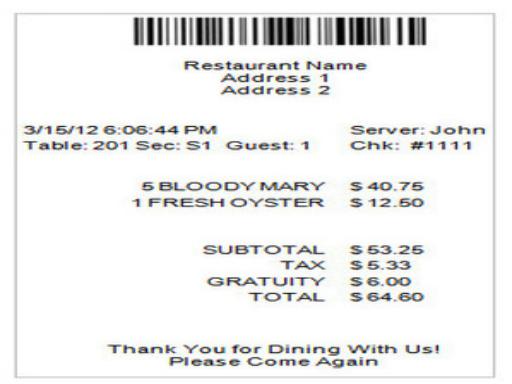 Restaurant Name
Address 1
Address 2
3/15/12 6:06:44 PM Server: John
Table: 201 Sec: S1 Guest: 1 Chk: #1111
5 BLOODY MARY $ 40.75
1 FRESH OYSTER $ 12.50
SUBTOTAL $ 53.25
TAX $ 5.33
GRATUITY $ 6.00
TOTAL $ 64.60
Thank You for Dining With Us!
Please Come Again